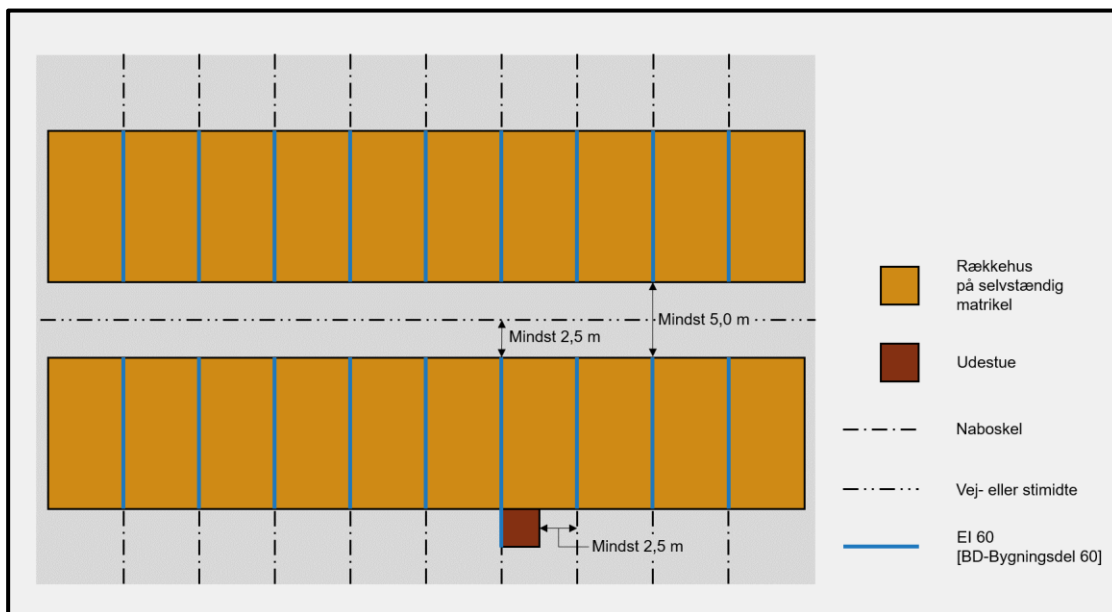 Mindst 5,0 m
Mindst 2,5 m
Mindst 2,5 m
Rækkehus
på selvstændig
matrikel
Udestue
Naboskel
Vej- eller stimidte
EI 60
[BD-Bygningsdel 60]